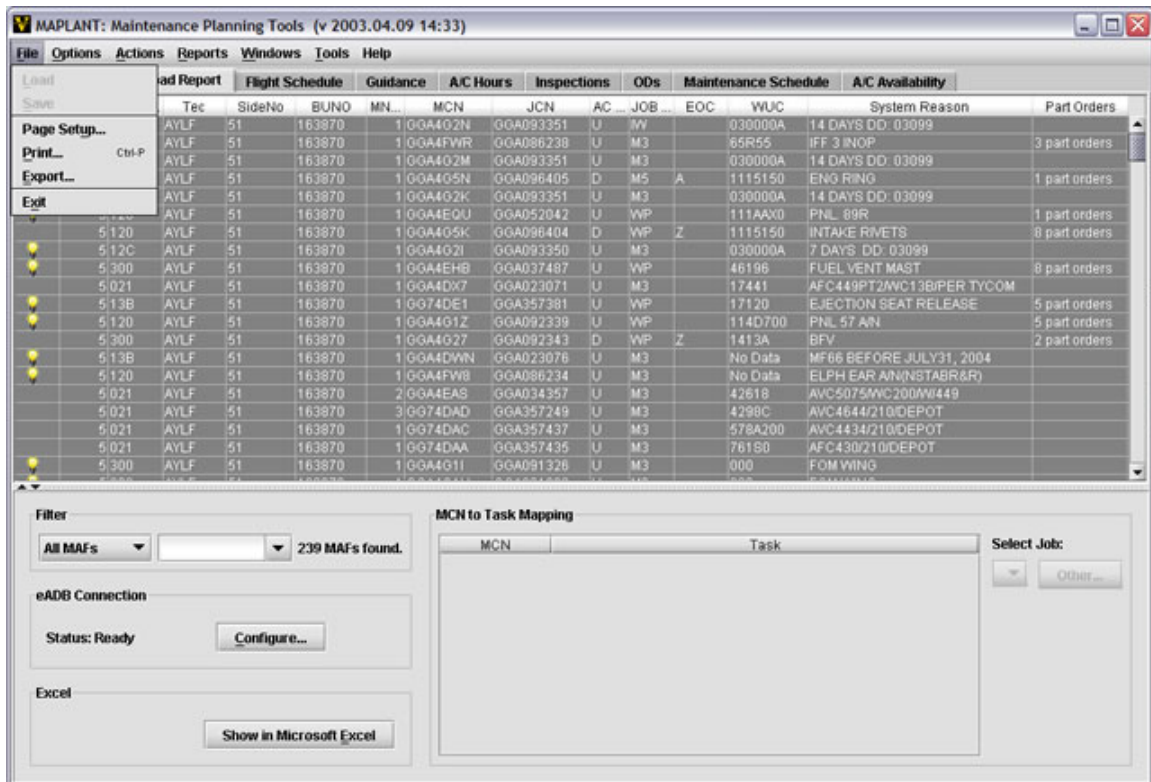 MAPLANT: Maintenance Planning Tools (v 2003.04.09 14:33)
File Options Actions Reports Windows Tools Help
ad Report Flight Schedule Guidance A/C Hours Inspections ODs Maintenance Schedule A/C Availability
Load
Save
Page Setup...
Print... Ctrl-P
Export...
Exit
Tec SideNo BUNO MN... MCN JCN AC ... JOB ... EOC WUC System Reason Part Orders
AYLF 51 163870 1 GGA4G2N GGA093351 U IW 030000A 14 DAYS DD: 03099
AYLF 51 163870 1 GGA4FWR GGA086238 U M3 65R55 IFF 3 INOP 3 part orders
AYLF 51 163870 1 GGA4G2M GGA093351 U M3 030000A 14 DAYS DD: 03099
AYLF 51 163870 1 GGA4G5N GGA096405 D M5 A 1115150 ENG RING 1 part orders
AYLF 51 163870 1 GGA4G2K GGA093351 U M3 030000A 14 DAYS DD: 03099
5 120 AYLF 51 163870 1 GGA4EQU GGA052042 U WP 111AAX0 PNL 89R 1 part orders
5 120 AYLF 51 163870 1 GGA4G5K GGA096404 D WP Z 1115150 INTAKE RIVETS 8 part orders
5 12C AYLF 51 163870 1 GGA4G2I GGA093350 U M3 030000A 7 DAYS DD: 03099
5 300 AYLF 51 163870 1 GGA4EHB GGA037487 U WP 46196 FUEL VENT MAST 8 part orders
5 021 AYLF 51 163870 1 GGA4DX7 GGA023071 U M3 17441 AFC449PT2/WC13B/PER TYCOM
5 13B AYLF 51 163870 1 GG74DE1 GGA357381 U WP 17120 EJECTION SEAT RELEASE 5 part orders
5 120 AYLF 51 163870 1 GGA4G1Z GGA092339 U WP 114D700 PNL 57 A/N 5 part orders
5 300 AYLF 51 163870 1 GGA4G27 GGA092343 D WP Z 1413A BFV 2 part orders
5 13B AYLF 51 163870 1 GGA4DWN GGA023076 U M3 No Data MF66 BEFORE JULY31, 2004
5 120 AYLF 51 163870 1 GGA4FW8 GGA086234 U M3 No Data ELPH EAR A/N(NSTABR&R)
5 021 AYLF 51 163870 2 GGA4EAS GGA034357 U M3 42618 AVC5075/WC200/W/449
5 021 AYLF 51 163870 3 GG74DAD GGA357249 U M3 4298C AVC4644/210/DEPOT
5 021 AYLF 51 163870 1 GG74DAC GGA357437 U M3 578A200 AVC4434/210/DEPOT
5 021 AYLF 51 163870 1 GG74DAA GGA357435 U M3 761S0 AFC430/210/DEPOT
5 300 AYLF 51 163870 1 GGA4G1I GGA091326 U M3 000 FOM WING
Filter
All MAFs 239 MAFs found.
eADB Connection
Status: Ready Configure...
Excel
Show in Microsoft Excel
MCN to Task Mapping
MCN Task
Select Job:
Other...